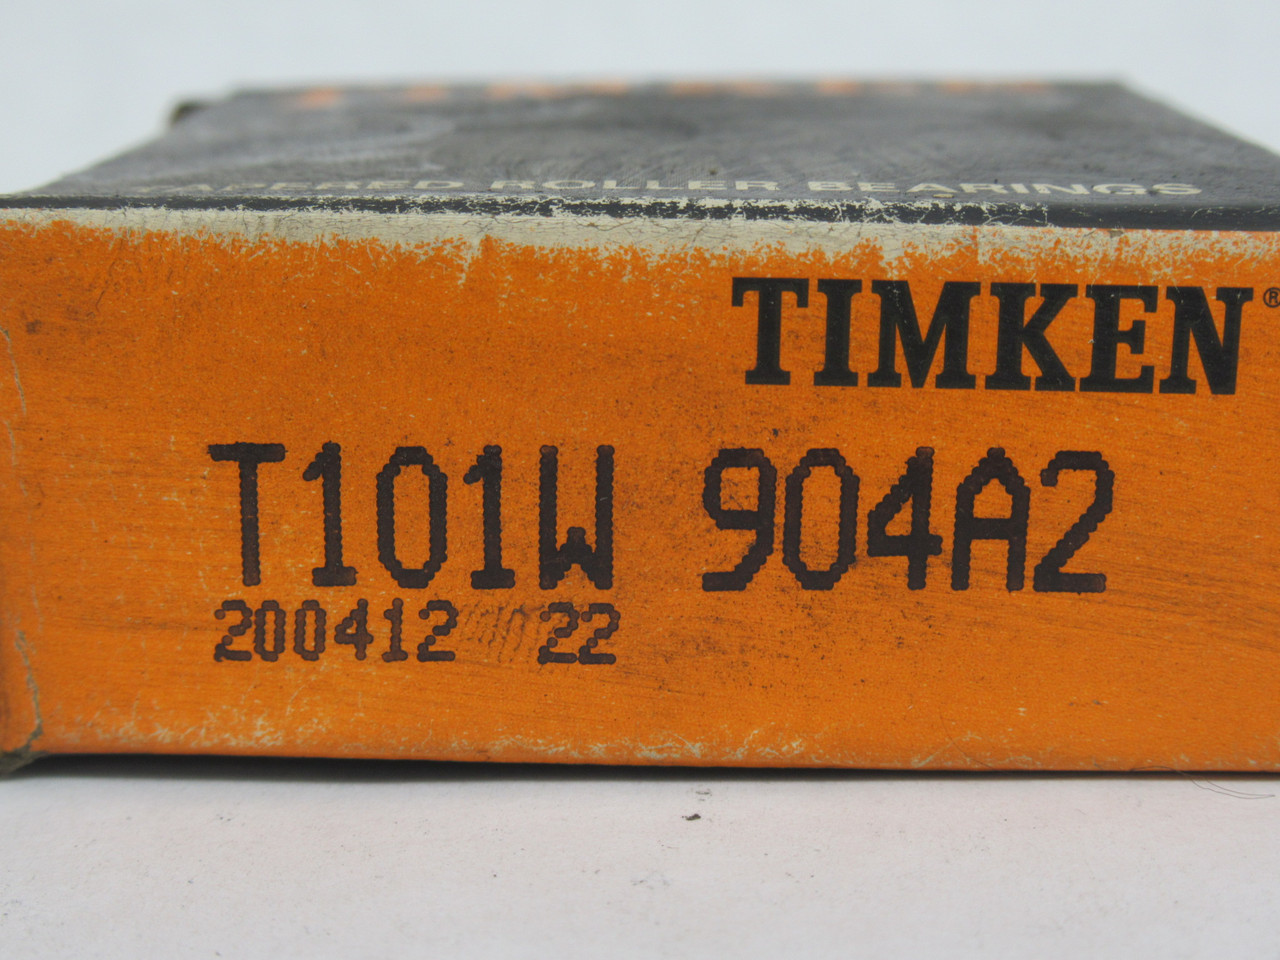 TAPERED ROLLER BEARINGS
TIMKEN®
T101W 904A2
200412 22